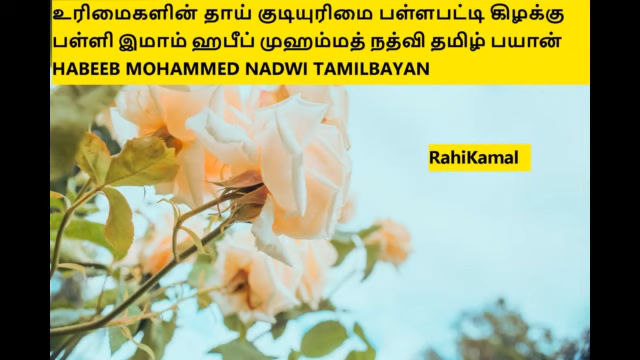 உரிமைகளின் தாய் குடியுரிமை பள்ளபட்டி கிழக்கு
பள்ளி இமாம் ஹபீப் முஹம்மத் நத்வி தமிழ் பயான்
HABEEB MOHAMMED NADWI TAMILBAYAN
RahiKamal